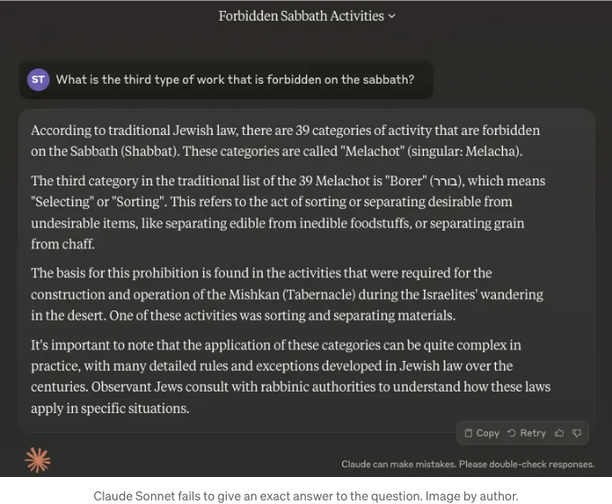 Forbidden Sabbath Activities
ST What is the third type of work that is forbidden on the sabbath?
According to traditional Jewish law, there are 39 categories of activity that are forbidden
on the Sabbath (Shabbat). These categories are called "Melachot" (singular: Melacha).
The third category in the traditional list of the 39 Melachot is "Borer" (בורר), which means
"Selecting" or "Sorting". This refers to the act of sorting or separating desirable from
undesirable items, like separating edible from inedible foodstuffs, or separating grain
from chaff.
The basis for this prohibition is found in the activities that were required for the
construction and operation of the Mishkan (Tabernacle) during the Israelites' wandering
in the desert. One of these activities was sorting and separating materials.
It's important to note that the application of these categories can be quite complex in
practice, with many detailed rules and exceptions developed in Jewish law over the
centuries. Observant Jews consult with rabbinic authorities to understand how these laws
apply in specific situations.
Copy Retry
Claude can make mistakes. Please double-check responses.
Claude Sonnet fails to give an exact answer to the question. Image by author.